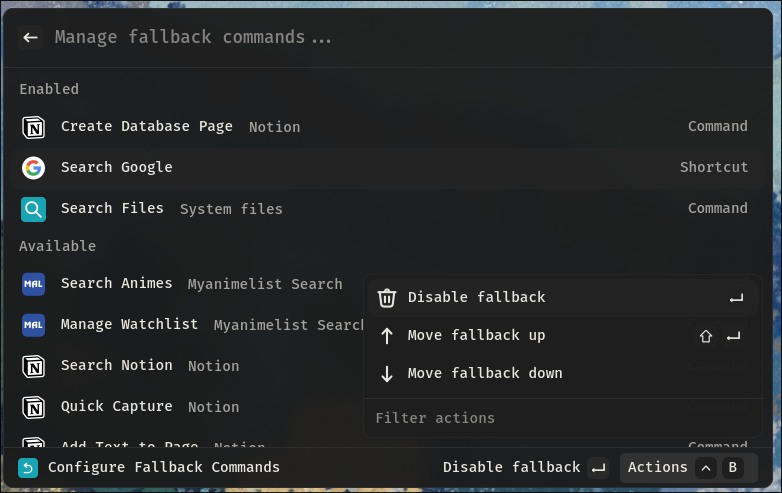 Manage fallback commands...
Enabled
Create Database Page Notion Command
Search Google Shortcut
Search Files System files Command
Available
MAL Search Animes Myanimelist Search
MAL Manage Watchlist Myanimelist Search
Search Notion Notion
Quick Capture Notion
Add Text to Page Notion Command
Disable fallback
Move fallback up
Move fallback down
Filter actions
Configure Fallback Commands Disable fallback Actions ^ B